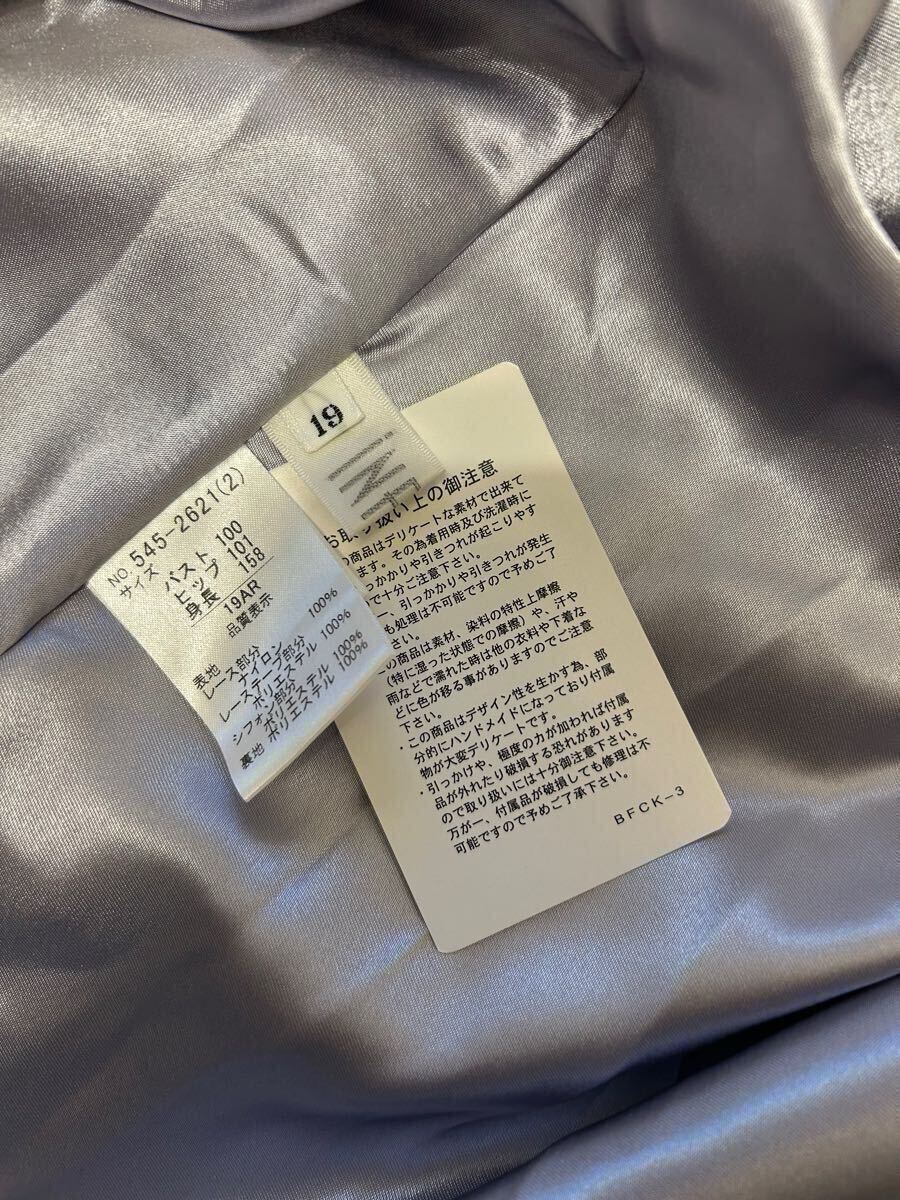 19
NO. 545-2621(2)
サイズ
バスト 100
ヒップ 101
身長 158
19AR
品質表示
表地
レース部分
ナイロン 100%
レーステープ部分
ポリエステル 100%
シフォン部分
ポリエステル 100%
裏地 ポリエステル 100%
お取り扱い上の御注意
の商品はデリケートな素材で出来て
ます。その為着用時及び洗濯時に
っかかりや引きつれが起こりやす
で十分ご注意下さい。
一、引っかかりや引きつれが発生
も処理は不可能ですので予めご了
さい。
この商品は素材、染料の特性上摩擦
(特に湿った状態での摩擦)や、汗や
雨などで濡れた時は他の衣料や下着な
どに色が移る事がありますのでご注意
下さい。
・この商品はデザイン性を生かす為、部
分的にハンドメイドになっており付属
物が大変デリケートです。
・引っかけや、極度の力が加われば付属
品が外れたり破損する恐れがあります
ので取り扱いには十分御注意下さい。
万が一、付属品が破損しても修理は不
可能ですので予めご了承下さい。
BFCK-3